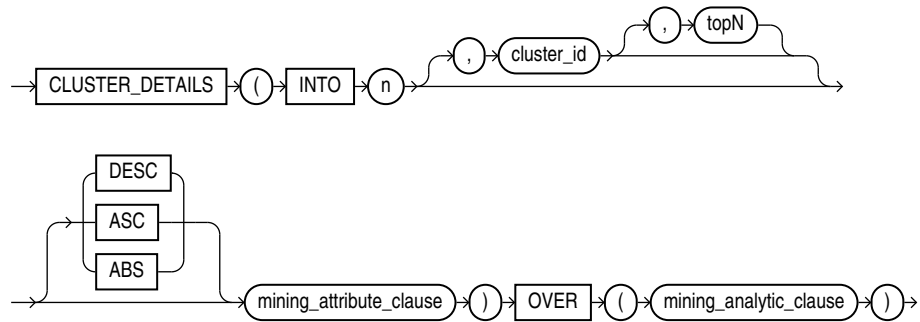 , topN
, cluster_id
CLUSTER_DETAILS ( INTO n
DESC
ASC
ABS
mining_attribute_clause ) OVER ( mining_analytic_clause )